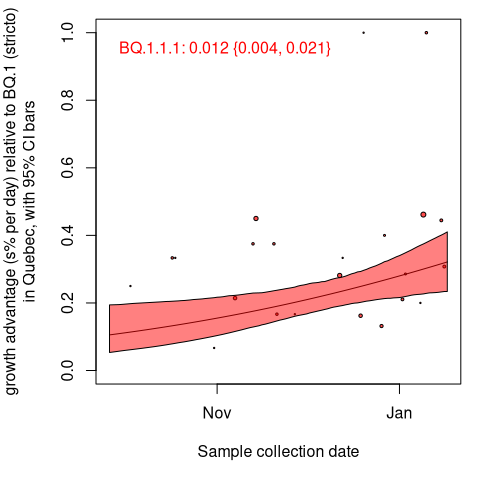 growth advantage (s% per day) relative to BQ.1 (stricto)
in Quebec, with 95% CI bars
BQ.1.1.1: 0.012 {0.004, 0.021}
1.0
0.8
0.6
0.4
0.2
0.0
Nov Jan
Sample collection date